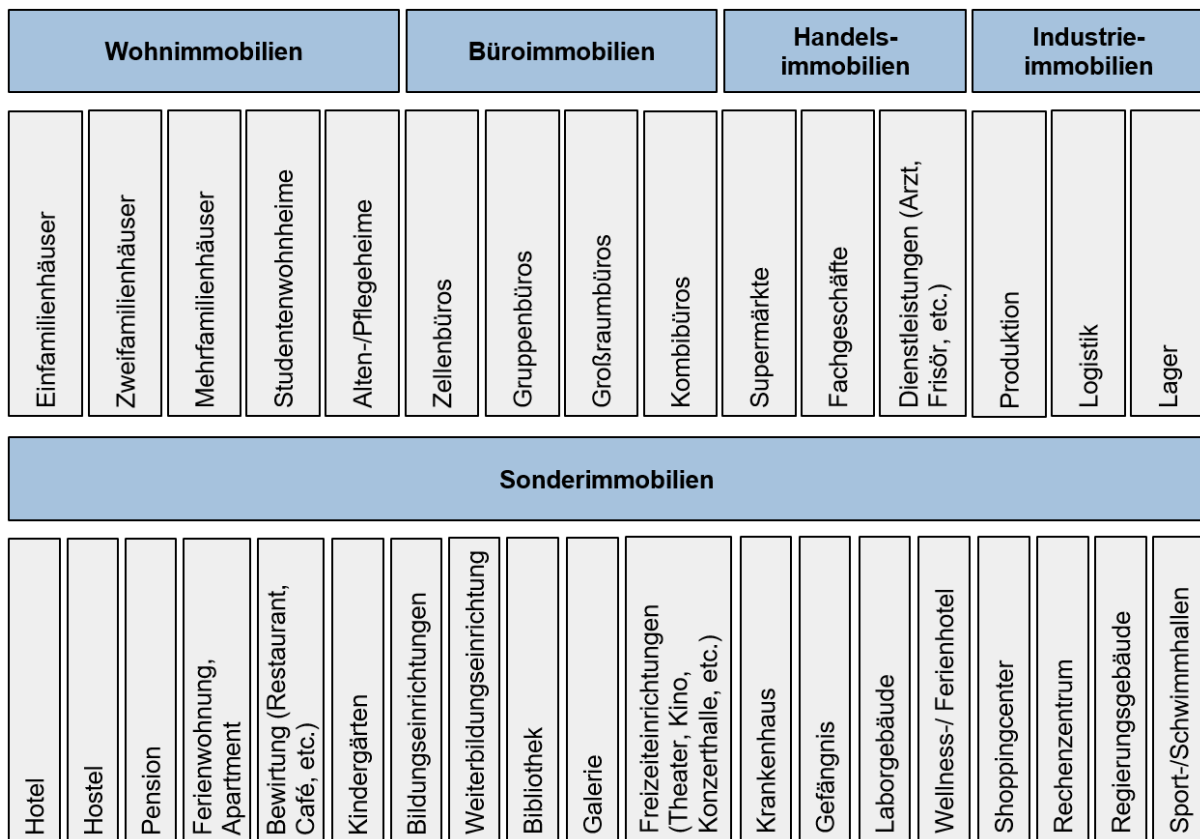 Wohnimmobilien
Büroimmobilien
Handels-
immobilien
Industrie-
immobilien
Einfamilienhäuser
Zweifamilienhäuser
Mehrfamilienhäuser
Studentenwohnheime
Alten-/Pflegeheime
Zellenbüros
Gruppenbüros
Großraumbüros
Kombibüros
Supermärkte
Fachgeschäfte
Dienstleistungen (Arzt,
Frisör, etc.)
Produktion
Logistik
Lager
Sonderimmobilien
Hotel
Hostel
Pension
Ferienwohnung,
Apartment
Bewirtung (Restaurant,
Café, etc.)
Kindergärten
Bildungseinrichtungen
Weiterbildungseinrichtung
Bibliothek
Galerie
Freizeiteinrichtungen
(Theater, Kino,
Konzerthalle, etc.)
Krankenhaus
Gefängnis
Laborgebäude
Wellness-/ Ferienhotel
Shoppingcenter
Rechenzentrum
Regierungsgebäude
Sport-/Schwimmhallen